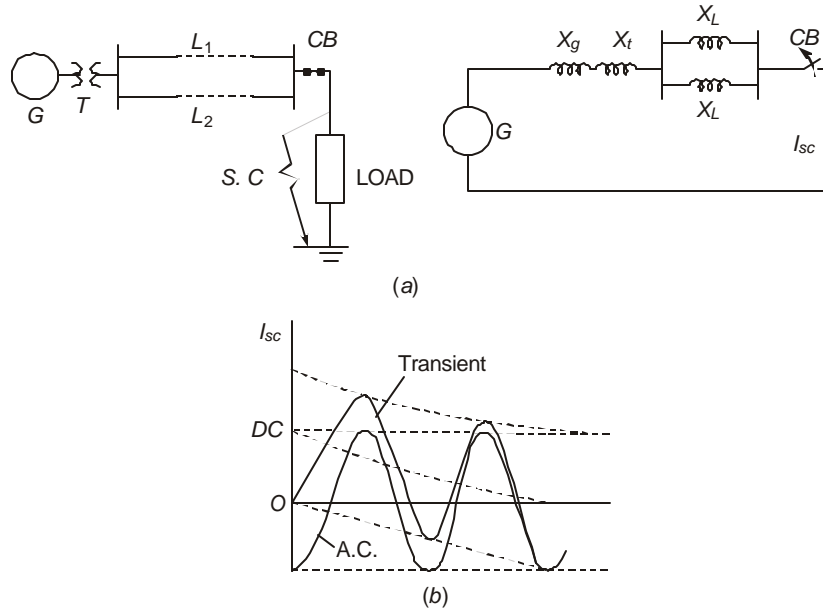 G
T
L1
L2
CB
S. C
LOAD
G
Xg
Xt
XL
XL
CB
Isc
(a)
Isc
Transient
DC
O
A.C.
(b)